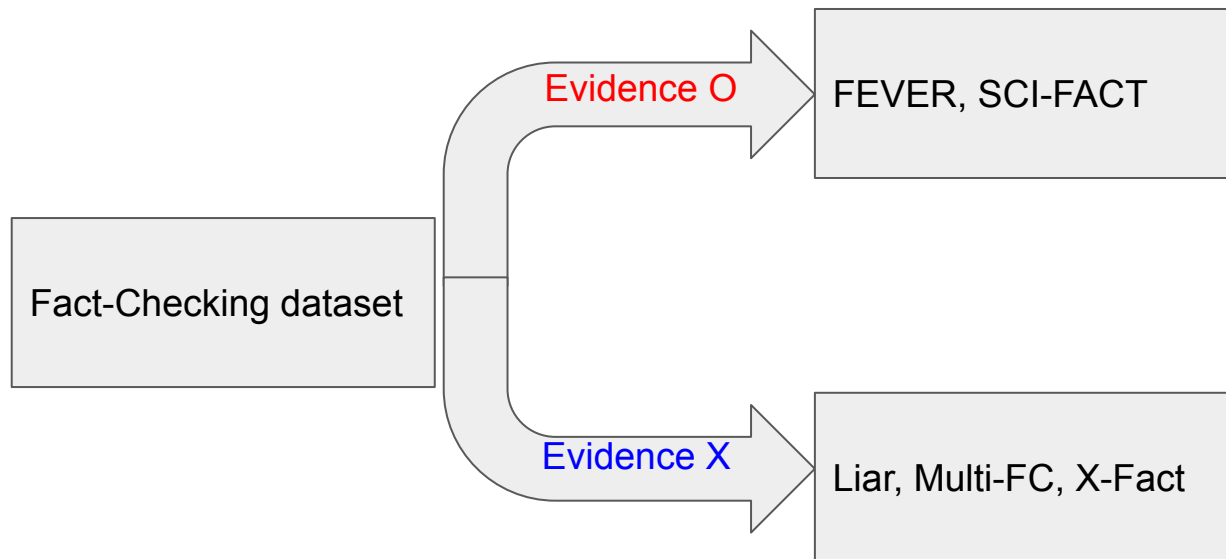 Evidence O
FEVER, SCI-FACT
Fact-Checking dataset
Evidence X
Liar, Multi-FC, X-Fact